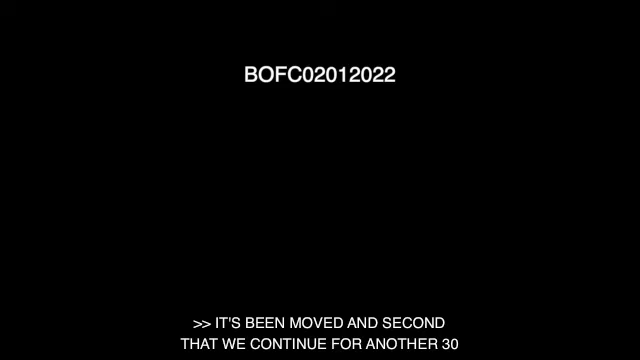 BOFC02012022
>> IT'S BEEN MOVED AND SECOND
THAT WE CONTINUE FOR ANOTHER 30